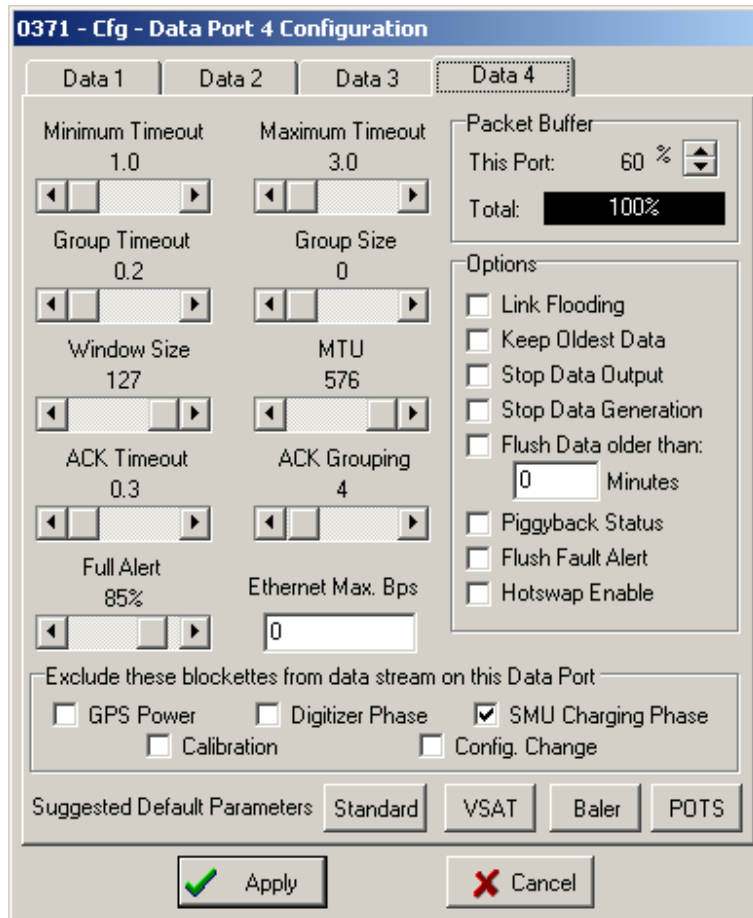 0371 - Cfg - Data Port 4 Configuration
Data 1 Data 2 Data 3 Data 4
Minimum Timeout
1.0
Maximum Timeout
3.0
Group Timeout
0.2
Group Size
0
Window Size
127
MTU
576
ACK Timeout
0.3
ACK Grouping
4
Full Alert
85%
Ethernet Max. Bps
0
Packet Buffer
This Port: 60 %
Total: 100%
Options
Link Flooding
Keep Oldest Data
Stop Data Output
Stop Data Generation
Flush Data older than:
0 Minutes
Piggyback Status
Flush Fault Alert
Hotswap Enable
Exclude these blockettes from data stream on this Data Port
GPS Power Digitizer Phase SMU Charging Phase
Calibration Config. Change
Suggested Default Parameters Standard VSAT Baler POTS
Apply Cancel